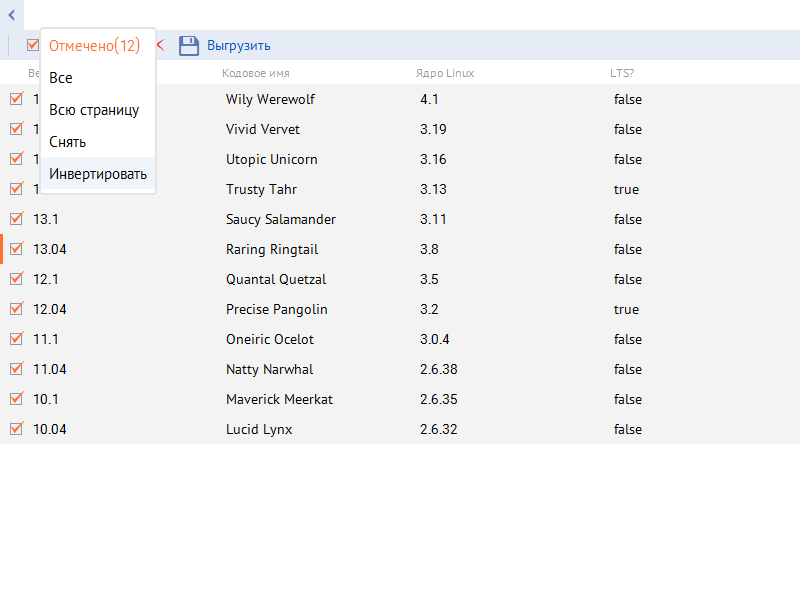 Отмечено(12)
Выгрузить
Все
Всю страницу
Снять
Инвертировать
Ве
Кодовое имя
Ядро Linux
LTS?
1 Wily Werewolf 4.1 false
1 Vivid Vervet 3.19 false
1 Utopic Unicorn 3.16 false
1 Trusty Tahr 3.13 true
13.1 Saucy Salamander 3.11 false
13.04 Raring Ringtail 3.8 false
12.1 Quantal Quetzal 3.5 false
12.04 Precise Pangolin 3.2 true
11.1 Oneiric Ocelot 3.0.4 false
11.04 Natty Narwhal 2.6.38 false
10.1 Maverick Meerkat 2.6.35 false
10.04 Lucid Lynx 2.6.32 false